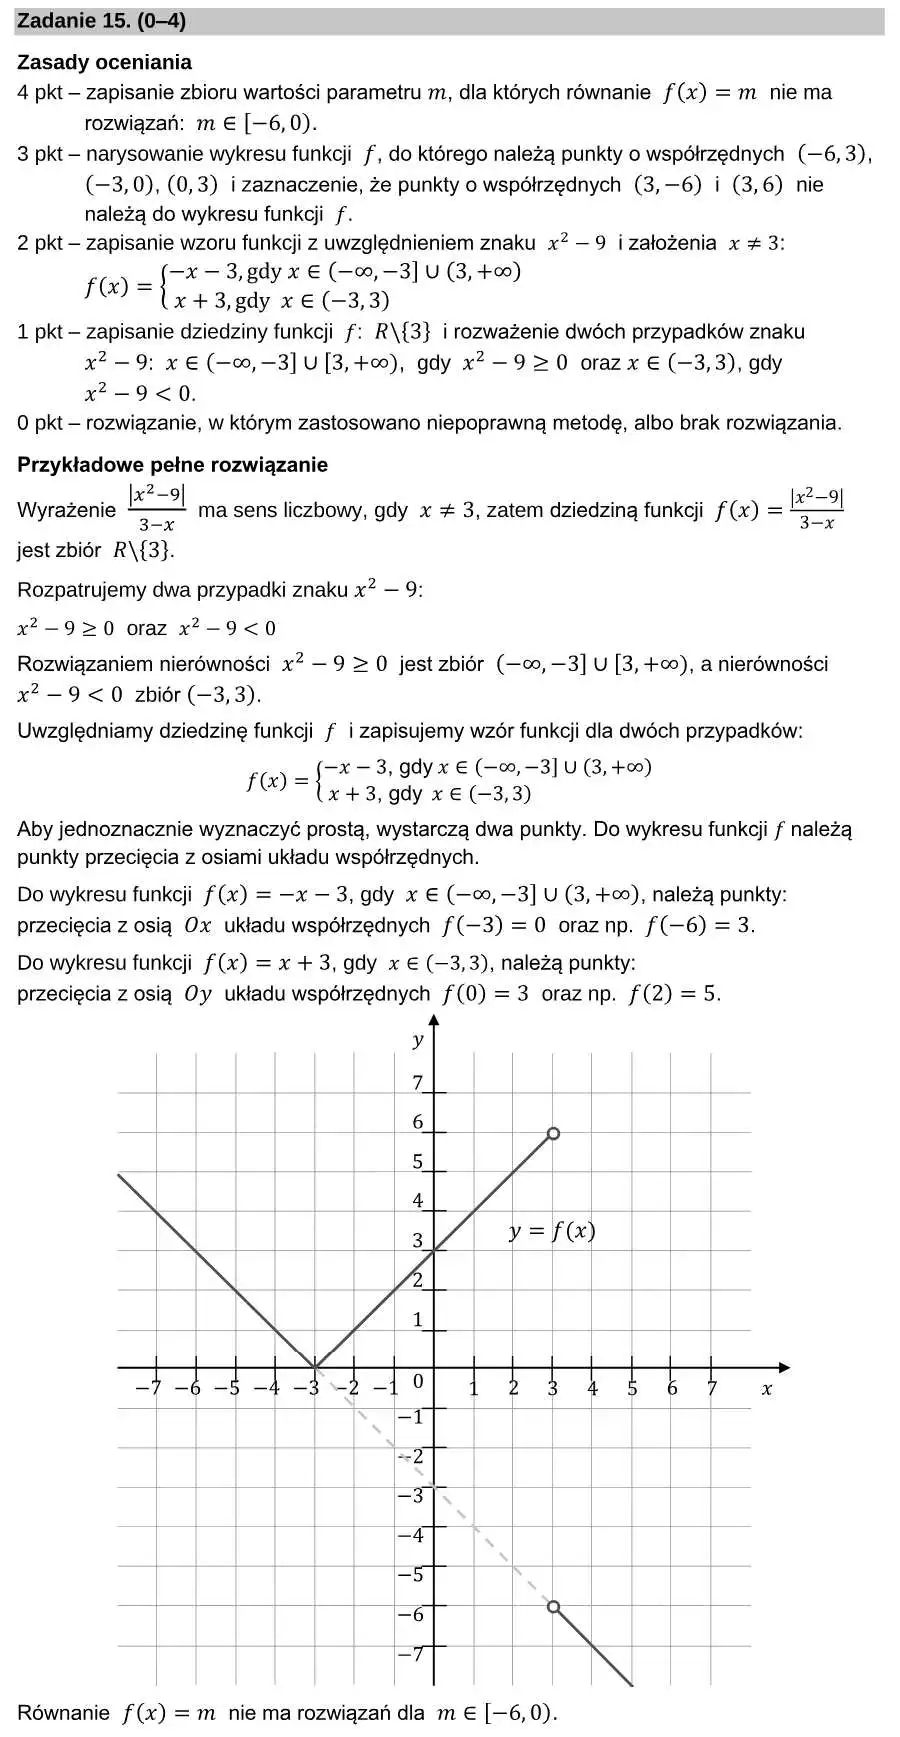 Zadanie 15. (0–4)
Zasady oceniania
4 pkt – zapisanie zbioru wartości parametru m, dla których równanie f(x) = m nie ma
rozwiązań: m ∈ [−6, 0).
3 pkt – narysowanie wykresu funkcji f, do którego należą punkty o współrzędnych (−6, 3),
(−3, 0), (0, 3) i zaznaczenie, że punkty o współrzędnych (3, −6) i (3, 6) nie
należą do wykresu funkcji f.
2 pkt – zapisanie wzoru funkcji z uwzględnieniem znaku x² − 9 i założenia x ≠ 3:
f(x) = {−x − 3, gdy x ∈ (−∞, −3] ∪ (3, +∞)
x + 3, gdy x ∈ (−3, 3)
1 pkt – zapisanie dziedziny funkcji f: R\{3} i rozważenie dwóch przypadków znaku
x² − 9: x ∈ (−∞, −3] ∪ [3, +∞), gdy x² − 9 ≥ 0 oraz x ∈ (−3, 3), gdy
x² − 9 < 0.
0 pkt – rozwiązanie, w którym zastosowano niepoprawną metodę, albo brak rozwiązania.
Przykładowe pełne rozwiązanie
Wyrażenie |x²−9|/3−x ma sens liczbowy, gdy x ≠ 3, zatem dziedziną funkcji f(x) = |x²−9|/3−x
jest zbiór R\{3}.
Rozpatrujemy dwa przypadki znaku x² − 9:
x² − 9 ≥ 0 oraz x² − 9 < 0
Rozwiązaniem nierówności x² − 9 ≥ 0 jest zbiór (−∞, −3] ∪ [3, +∞), a nierówności
x² − 9 < 0 zbiór (−3, 3).
Uwzględniamy dziedzinę funkcji f i zapisujemy wzór funkcji dla dwóch przypadków:
f(x) = {−x − 3, gdy x ∈ (−∞, −3] ∪ (3, +∞)
x + 3, gdy x ∈ (−3, 3)
Aby jednoznacznie wyznaczyć prostą, wystarczą dwa punkty. Do wykresu funkcji f należą
punkty przecięcia z osiami układu współrzędnych.
Do wykresu funkcji f(x) = −x − 3, gdy x ∈ (−∞, −3] ∪ (3, +∞), należą punkty:
przecięcia z osią Ox układu współrzędnych f(−3) = 0 oraz np. f(−6) = 3.
Do wykresu funkcji f(x) = x + 3, gdy x ∈ (−3, 3), należą punkty:
przecięcia z osią Oy układu współrzędnych f(0) = 3 oraz np. f(2) = 5.
y
7
6
5
4
y = f(x)
3
2
1
−7 −6 −5 −4 −3 −2 −1 0 1 2 3 4 5 6 7 x
−1
−2
−3
−4
−5
−6
−7
Równanie f(x) = m nie ma rozwiązań dla m ∈ [−6, 0).